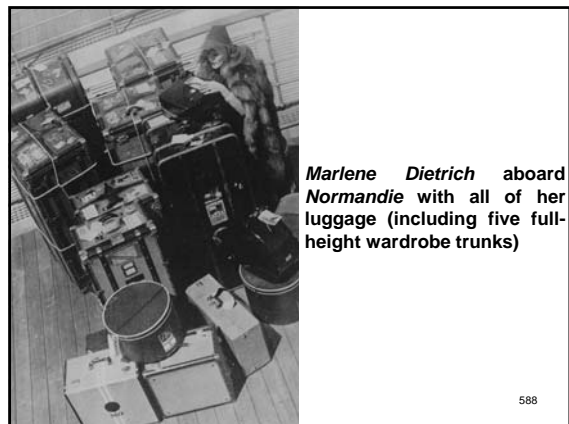 Marlene Dietrich aboard
Normandie with all of her
luggage (including five full-
height wardrobe trunks)
588